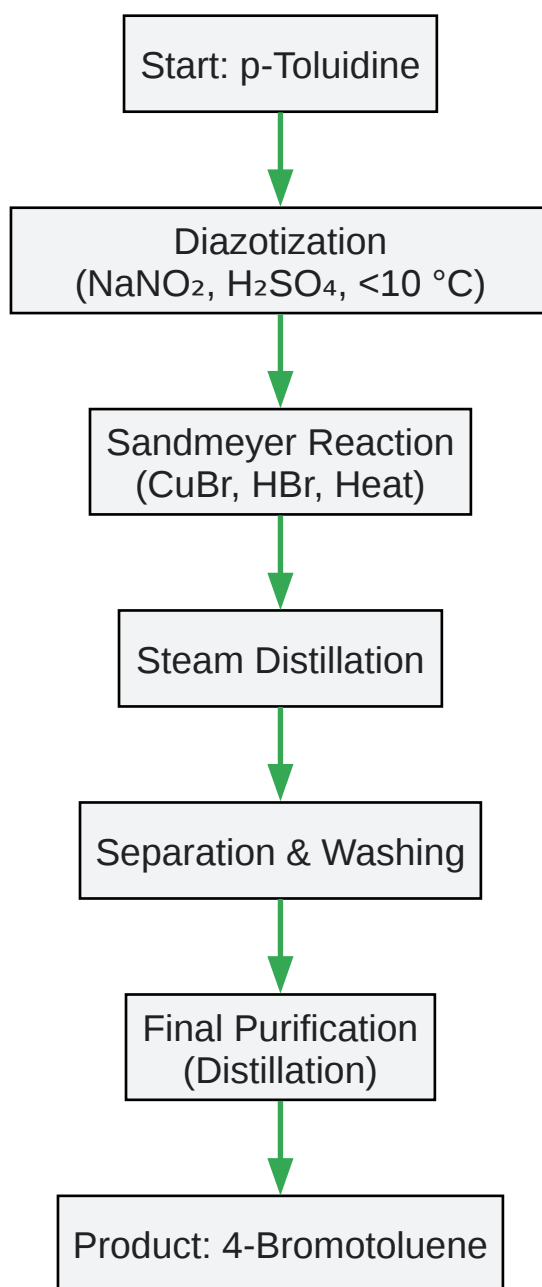 Start: p-Toluidine
Diazotization
(NaNO₂, H₂SO₄, <10 °C)
Sandmeyer Reaction
(CuBr, HBr, Heat)
Steam Distillation
Separation & Washing
Final Purification
(Distillation)
Product: 4-Bromotoluene